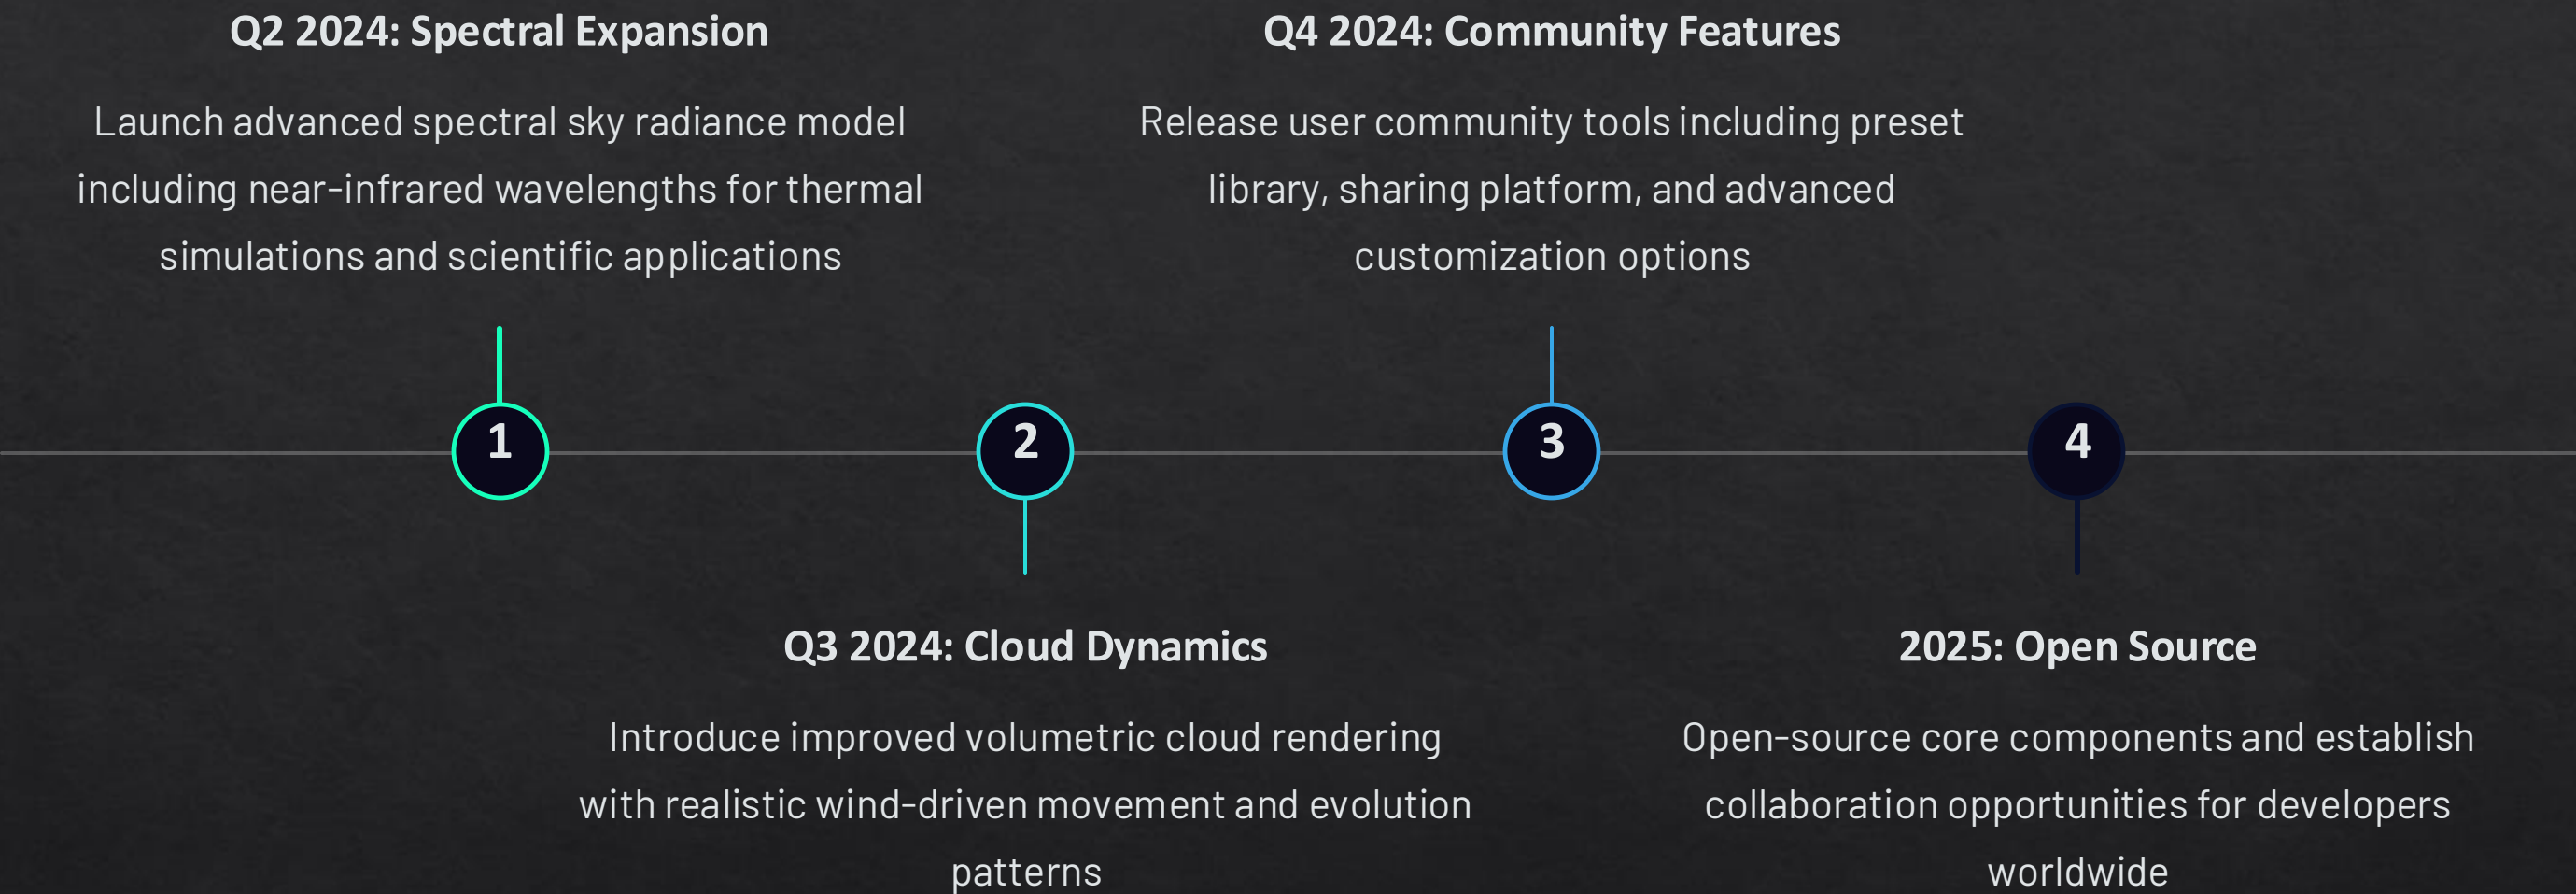 Q2 2024: Spectral Expansion
Launch advanced spectral sky radiance model
including near-infrared wavelengths for thermal
simulations and scientific applications
Q4 2024: Community Features
Release user community tools including preset
library, sharing platform, and advanced
customization options
1
2
3
4
Q3 2024: Cloud Dynamics
Introduce improved volumetric cloud rendering
with realistic wind-driven movement and evolution
patterns
2025: Open Source
Open-source core components and establish
collaboration opportunities for developers
worldwide